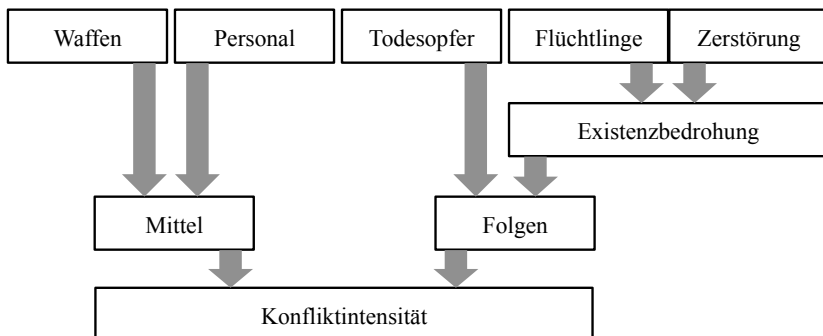 Waffen
Personal
Todesopfer
Flüchtlinge
Zerstörung
Existenzbedrohung
Mittel
Folgen
Konfliktintensität